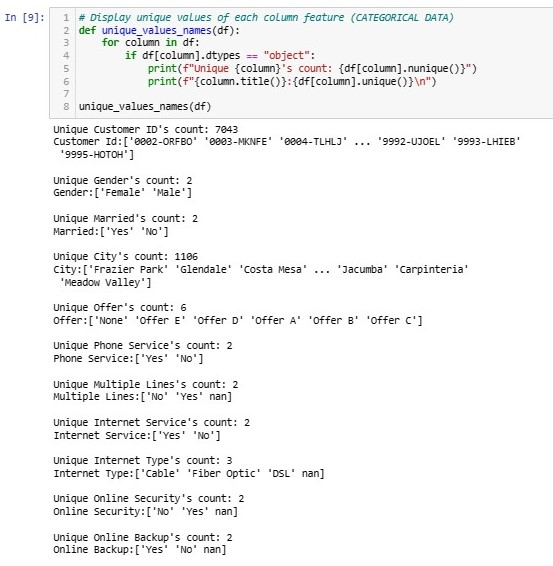 In [9]:
1 # Display unique values of each column feature (CATEGORICAL DATA)
2 def unique_values_names(df):
3     for column in df:
4         if df[column].dtypes == "object":
5             print(f"Unique {column}'s count: {df[column].nunique()}")
6             print(f"{column.title()}:{df[column].unique()}\n")
7
8 unique_values_names(df)
Unique Customer ID's count: 7043
Customer Id:['0002-ORFBO' '0003-MKNFE' '0004-TLHLJ' ... '9992-UJOEL' '9993-LHIEB'
 '9995-HOTOH']
Unique Gender's count: 2
Gender:['Female' 'Male']
Unique Married's count: 2
Married:['Yes' 'No']
Unique City's count: 1106
City:['Frazier Park' 'Glendale' 'Costa Mesa' ... 'Jacumba' 'Carpinteria'
 'Meadow Valley']
Unique Offer's count: 6
Offer:['None' 'Offer E' 'Offer D' 'Offer A' 'Offer B' 'Offer C']
Unique Phone Service's count: 2
Phone Service:['Yes' 'No']
Unique Multiple Lines's count: 2
Multiple Lines:['No' 'Yes' nan]
Unique Internet Service's count: 2
Internet Service:['Yes' 'No']
Unique Internet Type's count: 3
Internet Type:['Cable' 'Fiber Optic' 'DSL' nan]
Unique Online Security's count: 2
Online Security:['No' 'Yes' nan]
Unique Online Backup's count: 2
Online Backup:['Yes' 'No' nan]